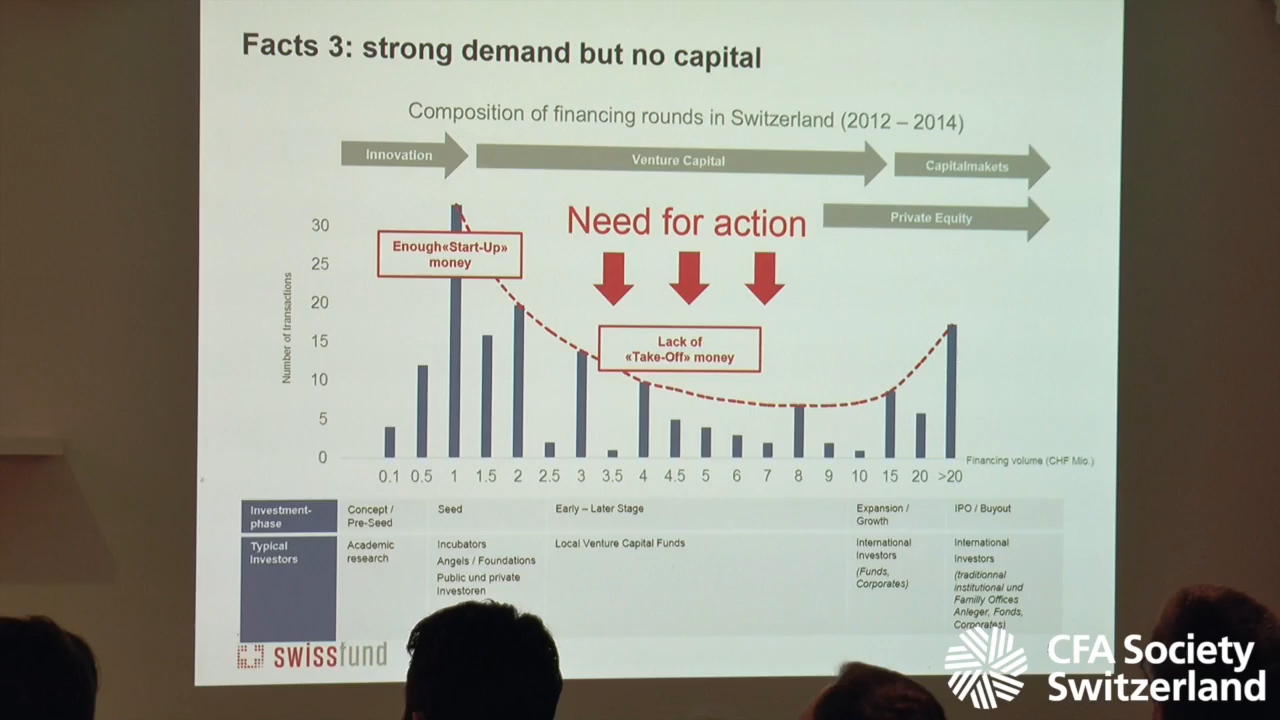 Facts 3: strong demand but no capital
Composition of financing rounds in Switzerland (2012 – 2014)
Innovation
Venture Capital
Capitalmakets
Private Equity
Need for action
Enough«Start-Up»
money
Lack of
«Take-Off» money
Number of transactions
30
25
20
15
10
5
0
0.1 0.5 1 1.5 2 2.5 3 3.5 4 4.5 5 6 7 8 9 10 15 20 >20
Financing volume (CHF Mio.)
Investment-
phase
Concept /
Pre-Seed
Seed
Early – Later Stage
Expansion /
Growth
IPO / Buyout
Typical
Investors
Academic
research
Incubators
Angels / Foundations
Public und private
Investoren
Local Venture Capital Funds
International
Investors
(Funds,
Corporates)
International
Investors
(traditionnal
institutional und
Familly Offices
Anleger, Fonds,
Corporates)
swissfund
CFA Society
Switzerland